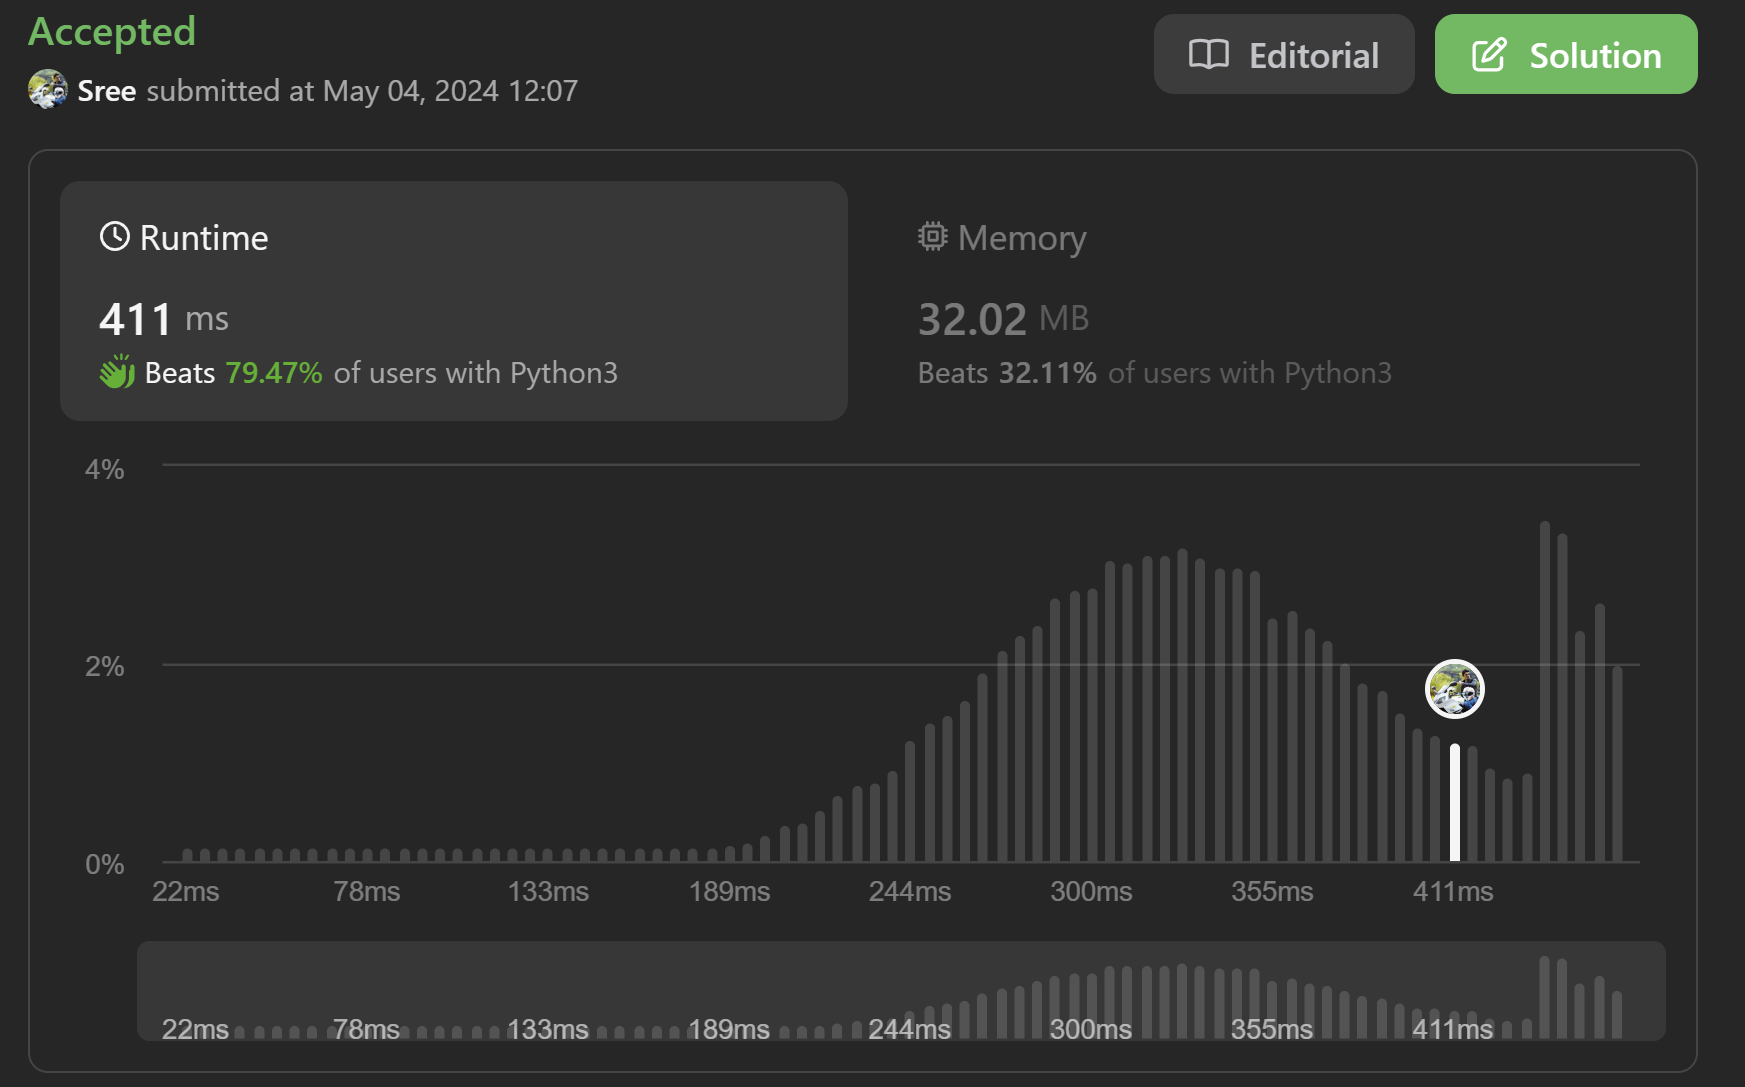 Accepted
Sree submitted at May 04, 2024 12:07
Editorial
Solution
Runtime
411 ms
Beats 79.47% of users with Python3
Memory
32.02 MB
Beats 32.11% of users with Python3
4%
2%
0%
22ms 78ms 133ms 189ms 244ms 300ms 355ms 411ms
22ms 78ms 133ms 189ms 244ms 300ms 355ms 411ms